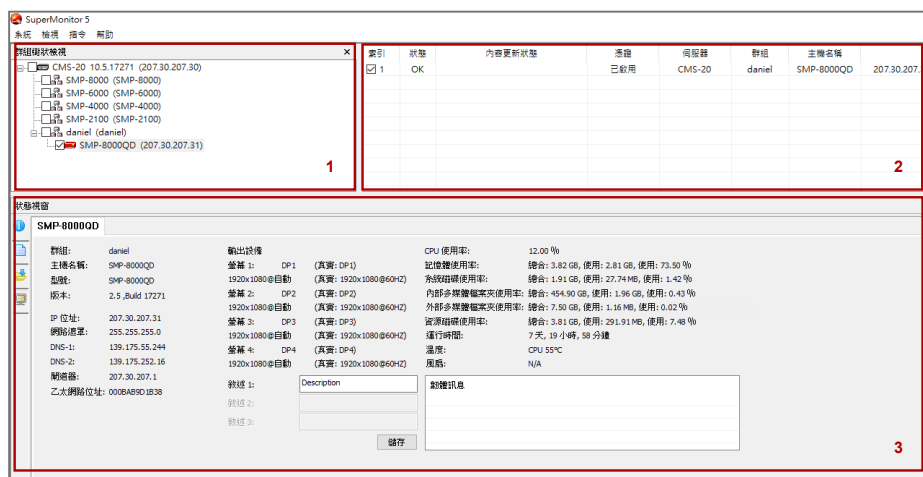 SuperMonitor 5
系統 檢視 指令 幫助
群組樹狀檢視 ×
CMS-20 10.5.17271 (207.30.207.30)
SMP-8000 (SMP-8000)
SMP-6000 (SMP-6000)
SMP-4000 (SMP-4000)
SMP-2100 (SMP-2100)
daniel (daniel)
SMP-8000QD (207.30.207.31)
1
索引 狀態 內容更新狀態 憑證 伺服器 群組 主機名稱
1 OK 已啟用 CMS-20 daniel SMP-8000QD 207.30.207.
2
狀態視窗
SMP-8000QD
群組: daniel
主機名稱: SMP-8000QD
型號: SMP-8000QD
版本: 2.5 ,Build 17271
IP 位址: 207.30.207.31
網路遮罩: 255.255.255.0
DNS-1: 139.175.55.244
DNS-2: 139.175.252.16
閘道器: 207.30.207.1
乙太網路位址: 000BAB9D1B38
輸出設備
螢幕 1: DP1 (真實: DP1)
1920x1080@自動 (真實: 1920x1080@60HZ)
螢幕 2: DP2 (真實: DP2)
1920x1080@自動 (真實: 1920x1080@60HZ)
螢幕 3: DP3 (真實: DP3)
1920x1080@自動 (真實: 1920x1080@60HZ)
螢幕 4: DP4 (真實: DP4)
1920x1080@自動 (真實: 1920x1080@60HZ)
敘述 1: Description
敘述 2:
敘述 3:
儲存
CPU 使用率: 12.00 %
記憶體使用率: 總合: 3.82 GB, 使用: 2.81 GB, 73.50 %
系統磁碟使用率: 總合: 1.91 GB, 使用: 27.74 MB, 使用: 1.42 %
內部多媒體檔案夾使用率: 總合: 454.90 GB, 使用: 1.96 GB, 使用: 0.43 %
外部多媒體檔案夾使用率: 總合: 7.50 GB, 使用: 1.16 MB, 使用: 0.02 %
資源磁碟使用率: 總合: 3.81 GB, 使用: 291.91 MB, 使用: 7.48 %
運行時間: 7 天, 19 小時, 58 分鐘
溫度: CPU 55°C
風扇: N/A
韌體訊息
3